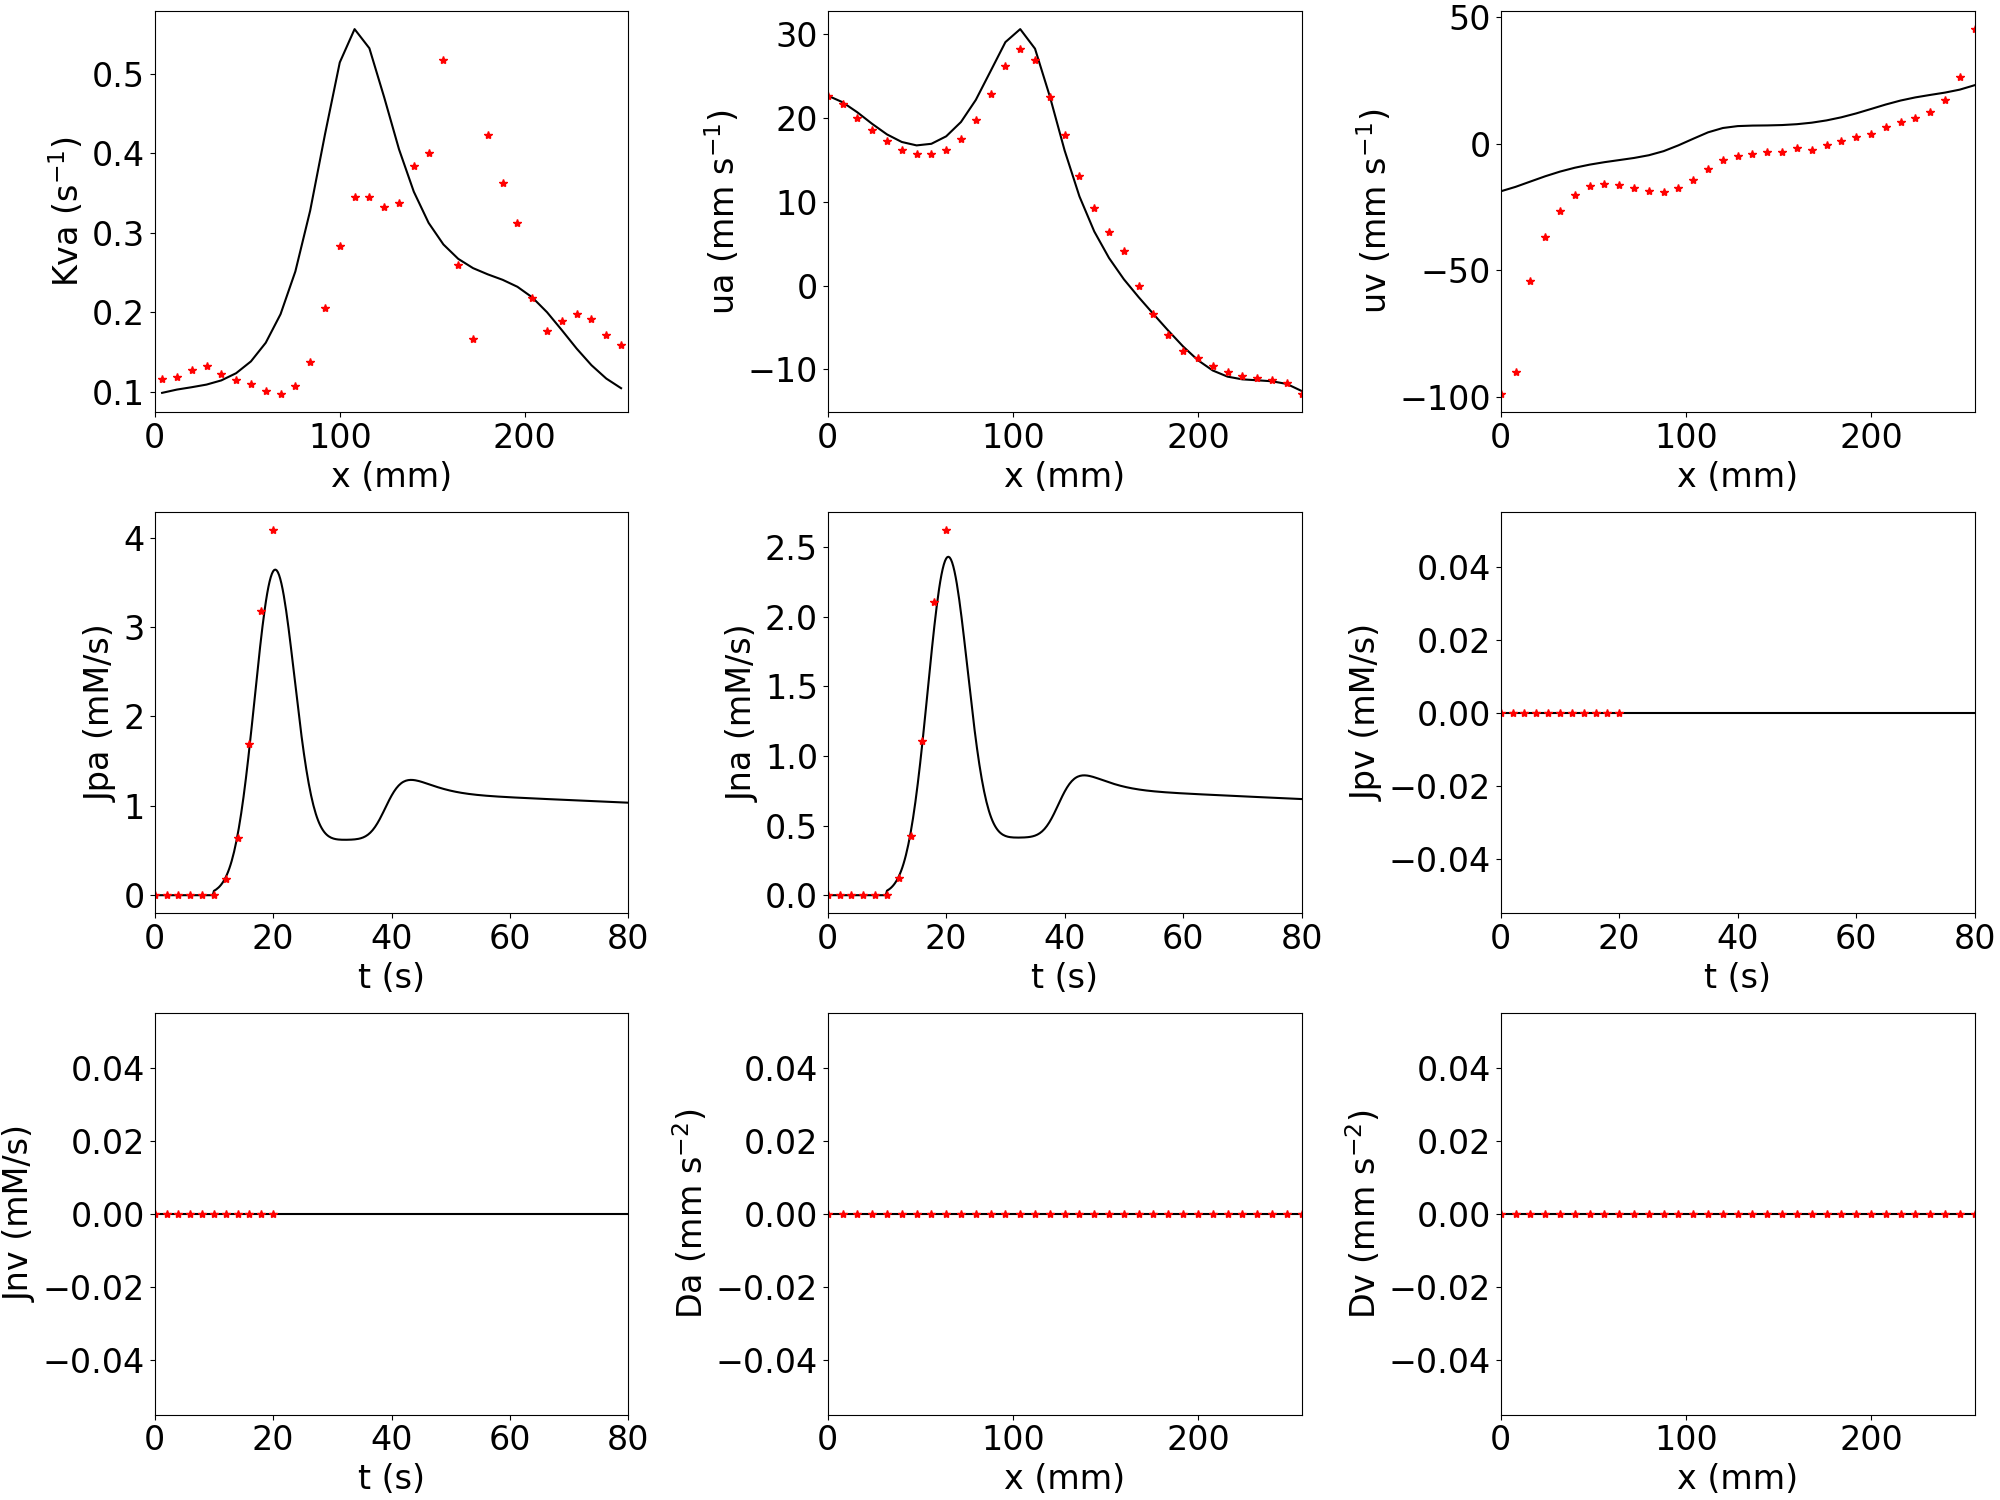 Kva (s⁻¹)
0.5
0.4
0.3
0.2
0.1
0 100 200
x (mm)
ua (mm s⁻¹)
30
20
10
0
−10
0 100 200
x (mm)
uv (mm s⁻¹)
50
0
−50
−100
0 100 200
x (mm)
Jpa (mM/s)
4
3
2
1
0
0 20 40 60 80
t (s)
Jna (mM/s)
2.5
2.0
1.5
1.0
0.5
0.0
0 20 40 60 80
t (s)
Jpv (mM/s)
0.04
0.02
0.00
−0.02
−0.04
0 20 40 60 80
t (s)
Jnv (mM/s)
0.04
0.02
0.00
−0.02
−0.04
0 20 40 60 80
t (s)
Da (mm s⁻²)
0.04
0.02
0.00
−0.02
−0.04
0 100 200
x (mm)
Dv (mm s⁻²)
0.04
0.02
0.00
−0.02
−0.04
0 100 200
x (mm)